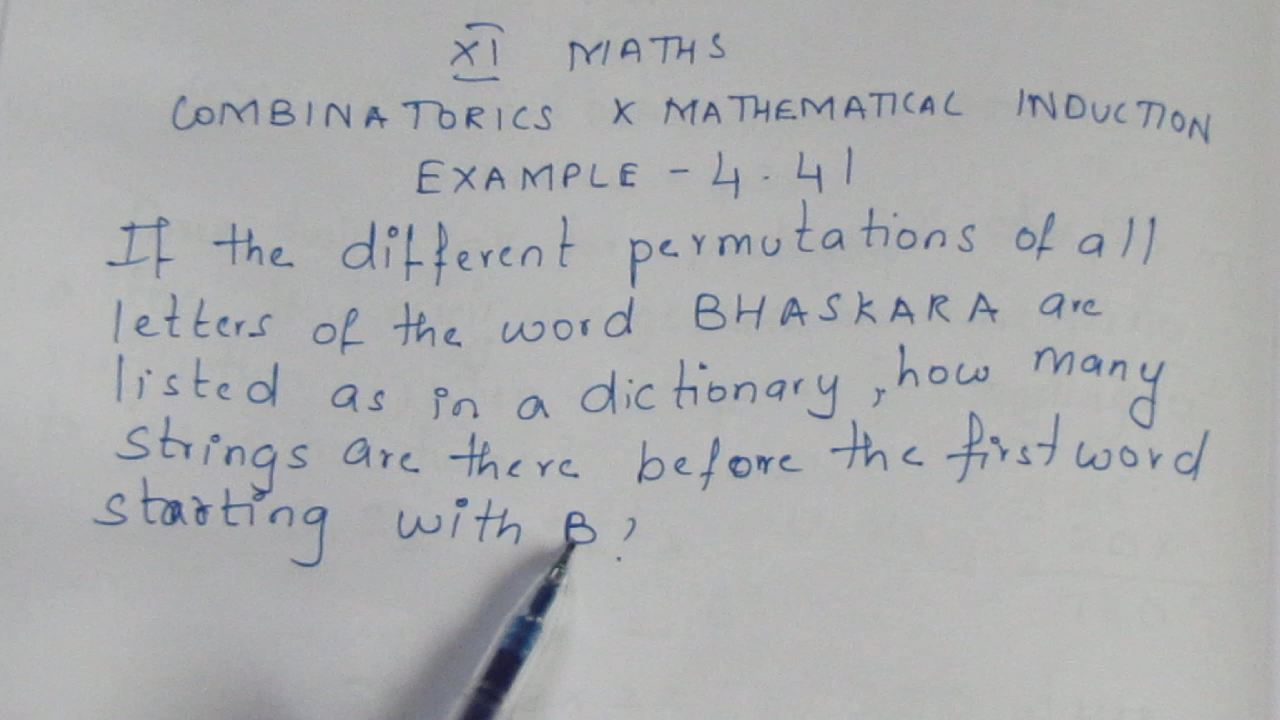 XI MATHS
COMBINATORICS X MATHEMATICAL INDUCTION
EXAMPLE - 4.41
If the different permutations of all
letters of the word BHASKARA are
listed as in a dictionary, how many
strings are there before the first word
starting with B?